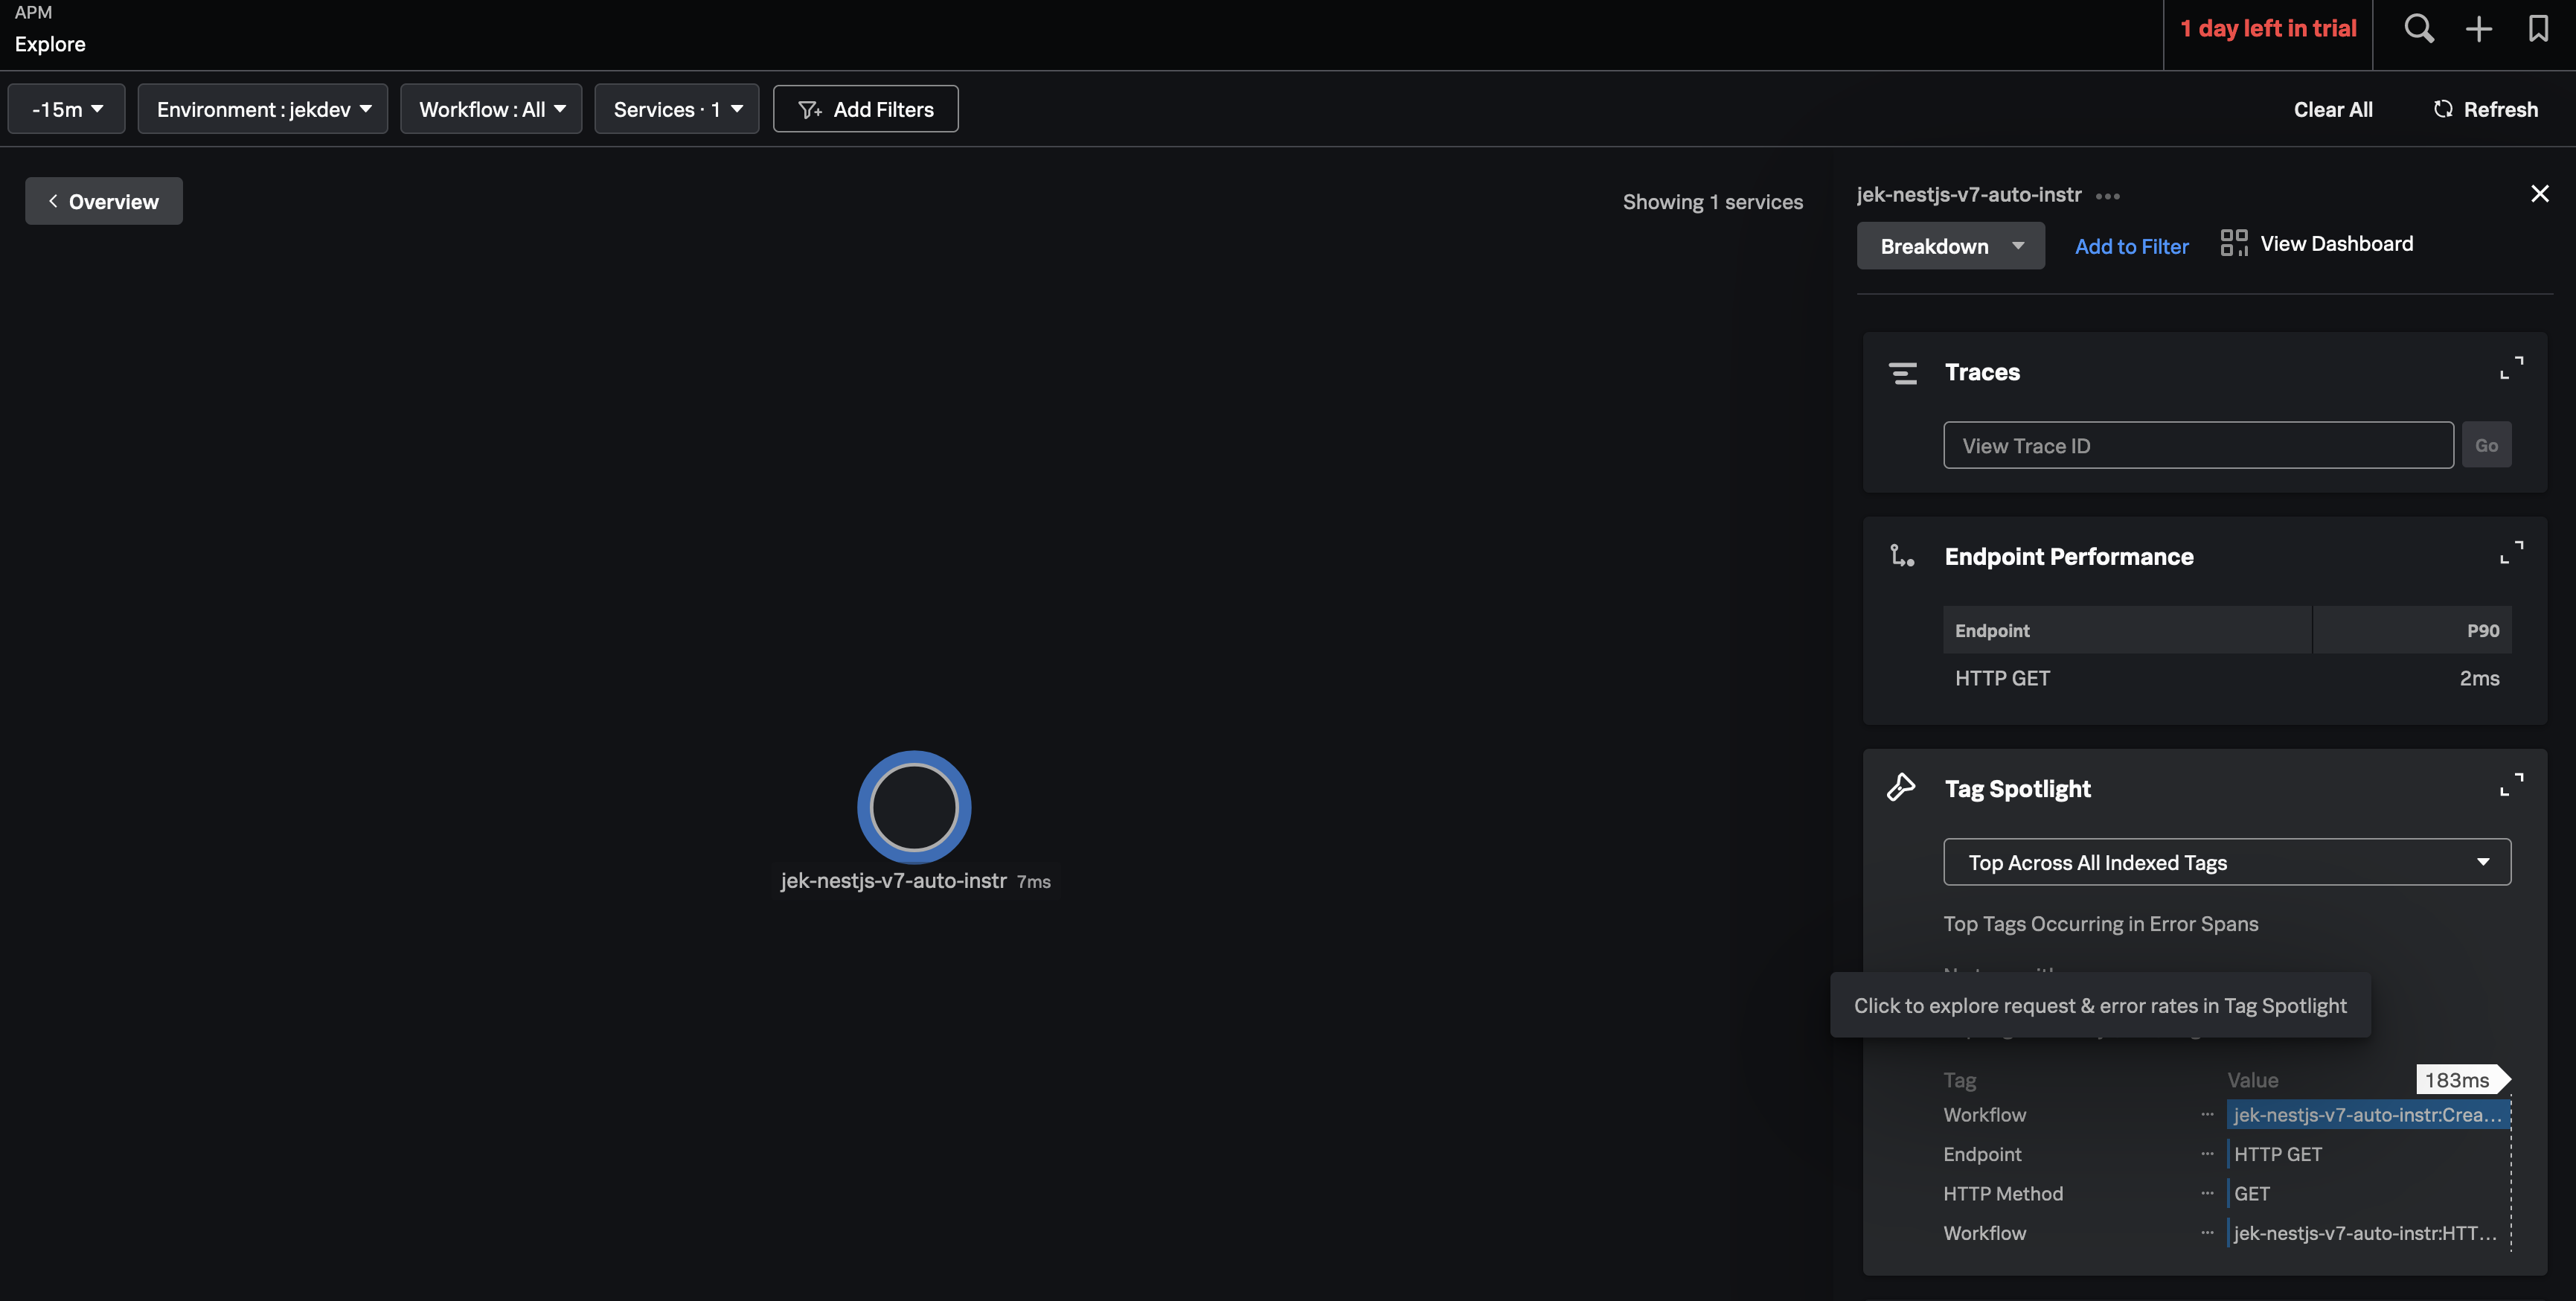 APM
Explore
1 day left in trial
-15m
Environment : jekdev
Workflow : All
Services · 1
Add Filters
Clear All
Refresh
Overview
Showing 1 services
jek-nestjs-v7-auto-instr
Breakdown
Add to Filter
View Dashboard
Traces
View Trace ID
Go
Endpoint Performance
Endpoint P90
HTTP GET 2ms
jek-nestjs-v7-auto-instr 7ms
Tag Spotlight
Top Across All Indexed Tags
Top Tags Occurring in Error Spans
Click to explore request & error rates in Tag Spotlight
Tag Value 183ms
Workflow ... jek-nestjs-v7-auto-instr:Crea...
Endpoint ... HTTP GET
HTTP Method ... GET
Workflow ... jek-nestjs-v7-auto-instr:HTT...